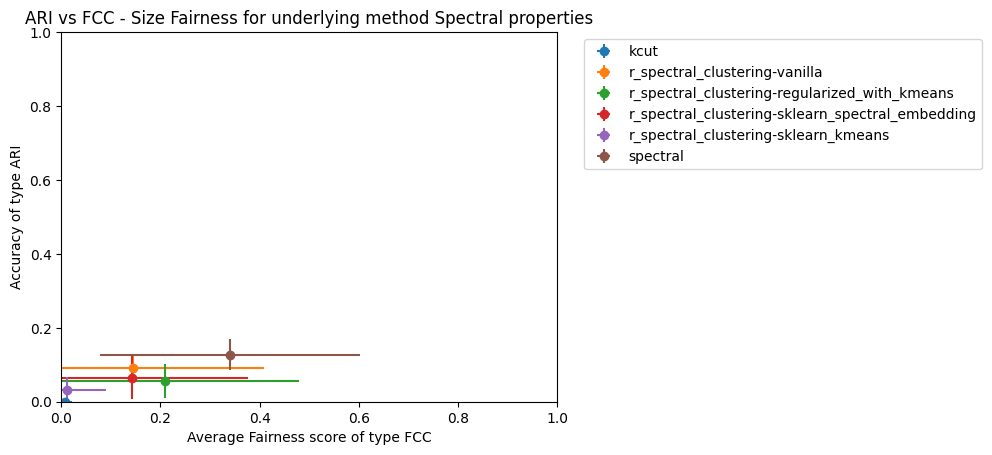 ARI vs FCC - Size Fairness for underlying method Spectral properties
1.0
0.8
0.6
0.4
0.2
0.0
Accuracy of type ARI
0.0 0.2 0.4 0.6 0.8 1.0
Average Fairness score of type FCC
kcut
r_spectral_clustering-vanilla
r_spectral_clustering-regularized_with_kmeans
r_spectral_clustering-sklearn_spectral_embedding
r_spectral_clustering-sklearn_kmeans
spectral